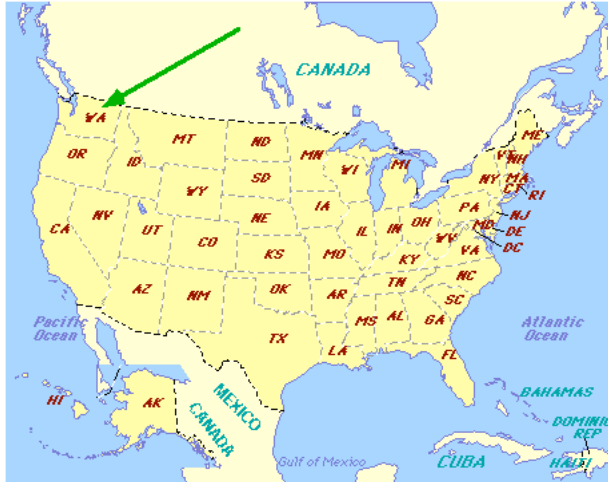 CANADA
WA
MT
ND
MN
ME
VT
NH
OR
ID
SD
WI
MI
NY
MA
CT
RI
WY
IA
PA
NJ
NE
IL
IN
OH
MD
DE
CA
NV
UT
CO
KS
MO
KY
WV
VA
DC
AZ
NM
OK
AR
TN
NC
SC
TX
MS
AL
GA
LA
FL
Pacific
Ocean
Atlantic
Ocean
HI
AK
MEXICO
CANADA
BAHAMAS
DOMINIC
REP
Gulf of Mexico
CUBA
HAITI